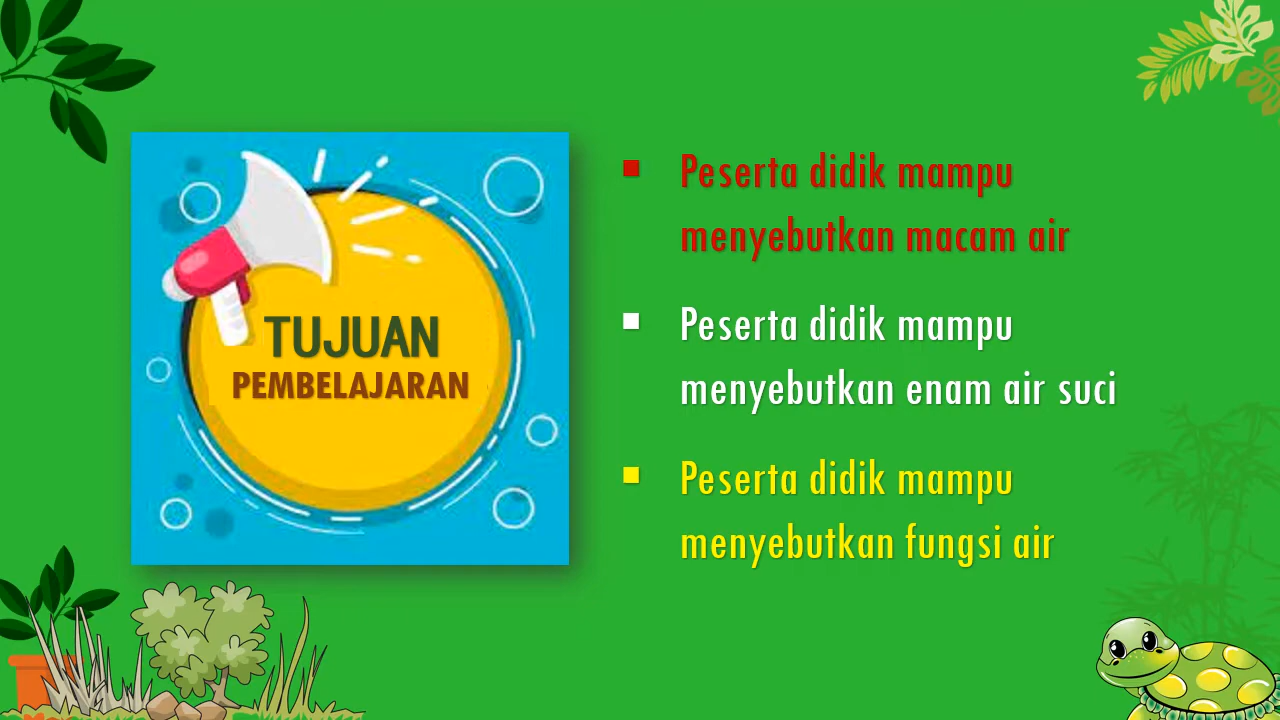 TUJUAN
PEMBELAJARAN
Peserta didik mampu
menyebutkan macam air
Peserta didik mampu
menyebutkan enam air suci
Peserta didik mampu
menyebutkan fungsi air